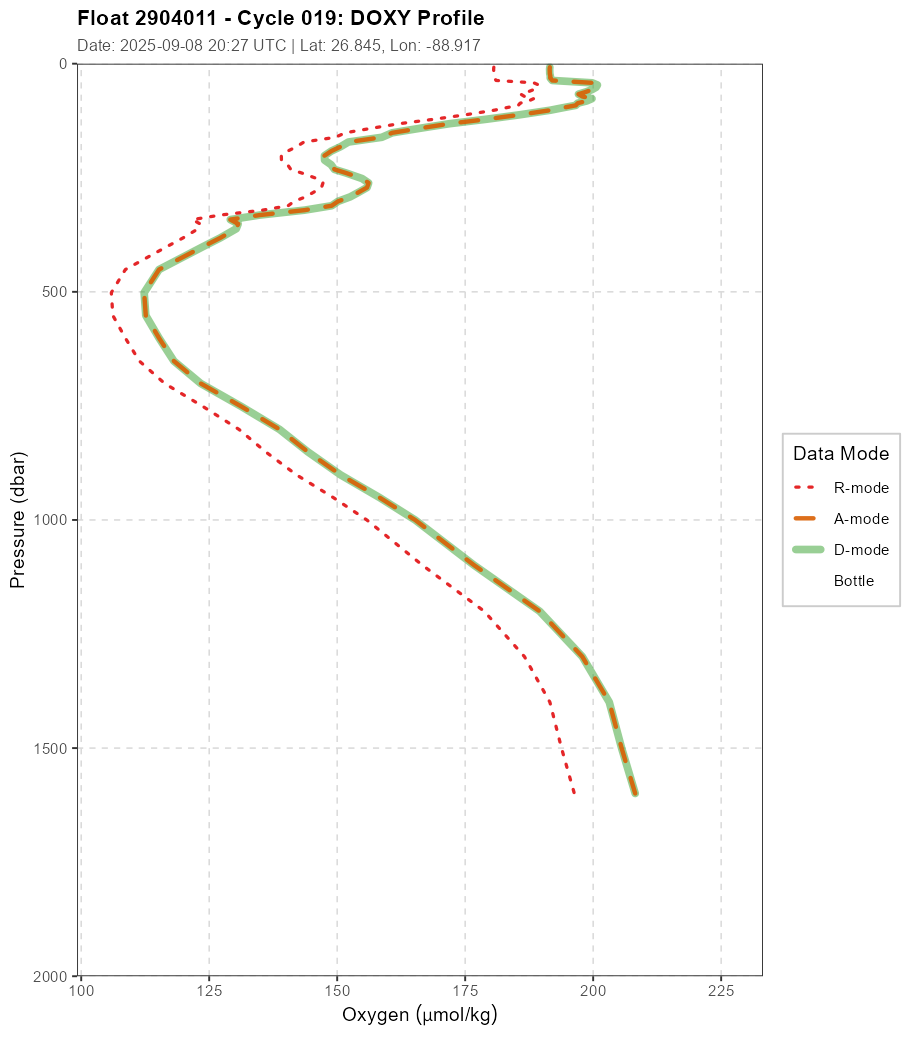 Float 2904011 - Cycle 019: DOXY Profile
Date: 2025-09-08 20:27 UTC | Lat: 26.845, Lon: -88.917
0
500
1000
1500
2000
Pressure (dbar)
100 125 150 175 200 225
Oxygen (μmol/kg)
Data Mode
R-mode
A-mode
D-mode
Bottle